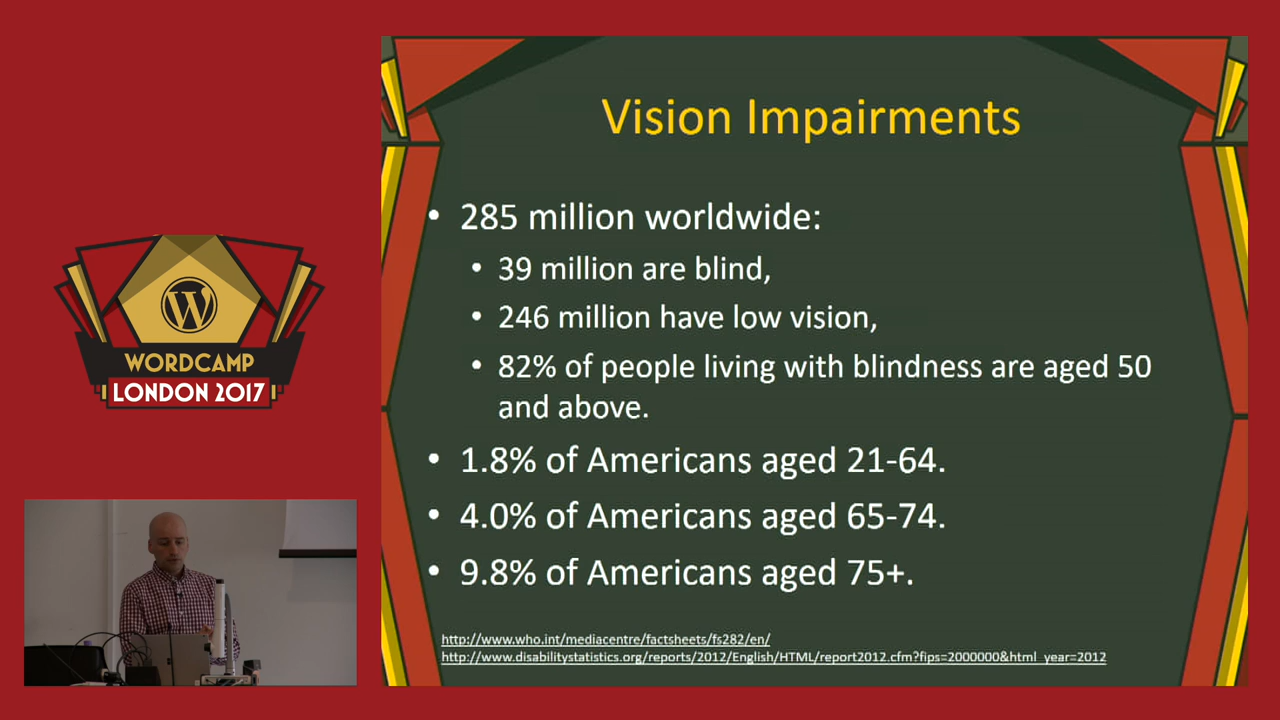 Vision Impairments
• 285 million worldwide:
• 39 million are blind,
• 246 million have low vision,
• 82% of people living with blindness are aged 50
and above.
• 1.8% of Americans aged 21-64.
• 4.0% of Americans aged 65-74.
• 9.8% of Americans aged 75+.
http://www.who.int/mediacentre/factsheets/fs282/en/
http://www.disabilitystatistics.org/reports/2012/English/HTML/report2012.cfm?fips=2000000&html_year=2012
WORDCAMP
LONDON 2017